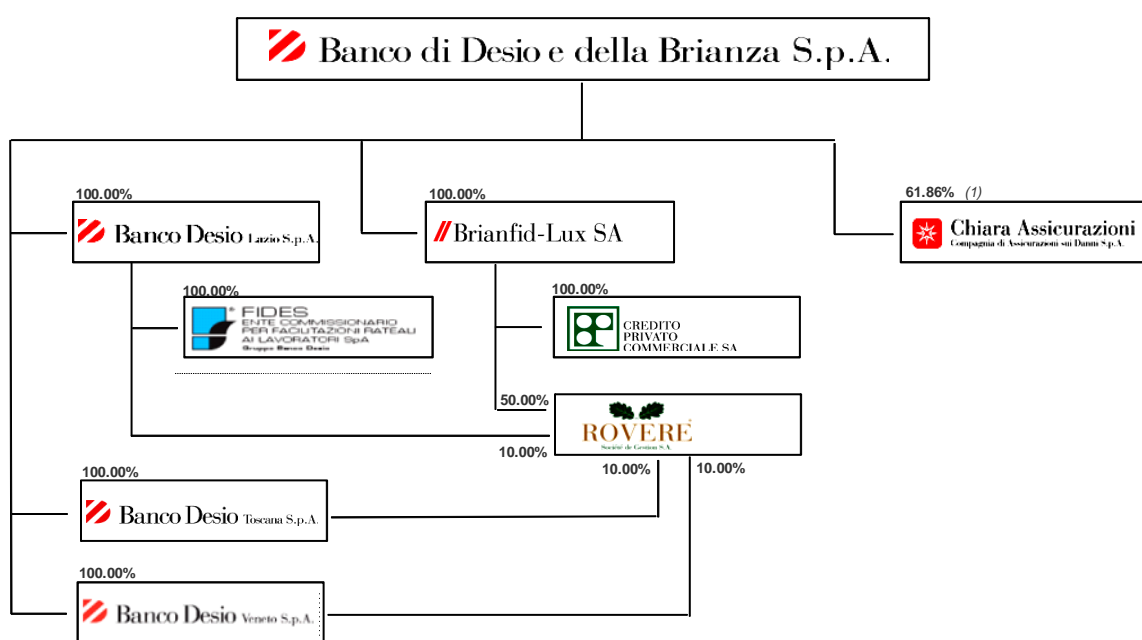 Banco di Desio e della Brianza S.p.A.
100.00%
Banco Desio Lazio S.p.A.
100.00%
Brianfid-Lux SA
61.86% (1)
Chiara Assicurazioni
Compagnia di Assicurazioni sui Danni S.p.A.
100.00%
FIDES
ENTE COMMISSIONARIO
PER FACILITAZIONI RATEALI
AI LAVORATORI SpA
Gruppo Banco Desio
100.00%
CREDITO
PRIVATO
COMMERCIALE SA
50.00%
ROVERE
Société de Gestion S.A.
10.00%
10.00%
10.00%
100.00%
Banco Desio Toscana S.p.A.
100.00%
Banco Desio Veneto S.p.A.